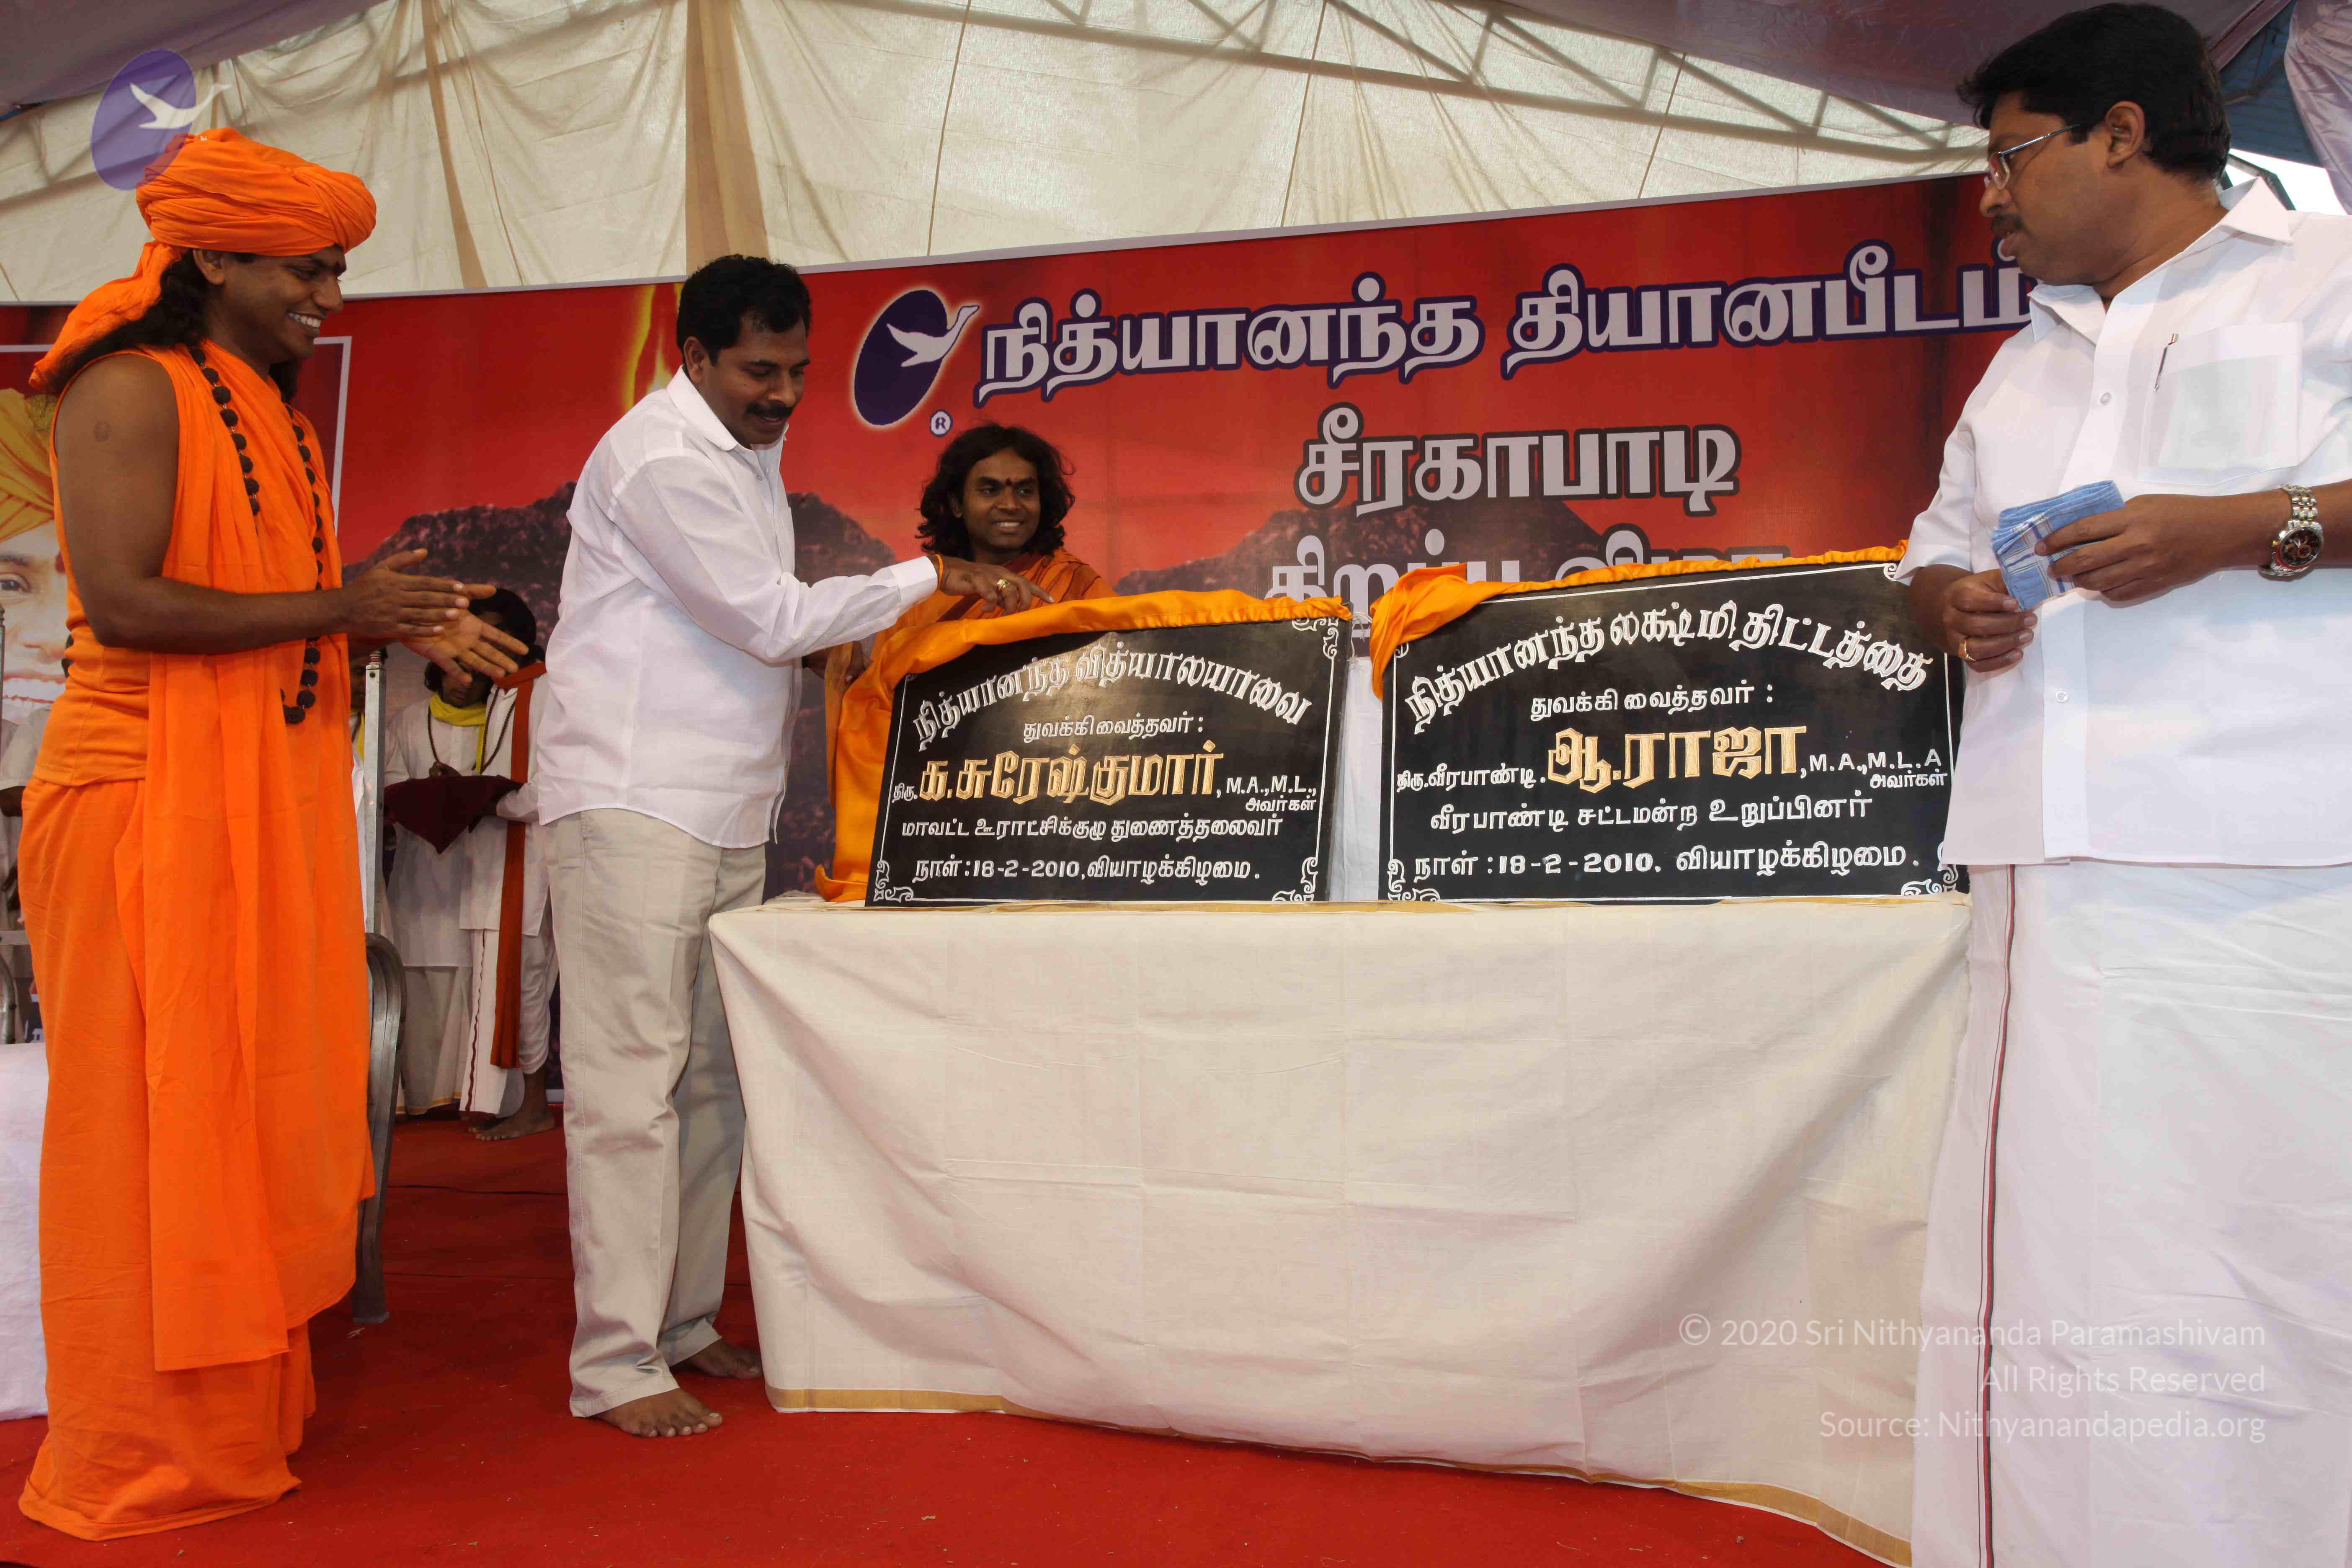 நித்யானந்த தியானபீடம்
®
சீரகாபாடி
சிறப்பு விழா
நித்யானந்த வித்யாலயாவை
துவக்கிவைத்தவர் :
திரு. க.சுரேஷ்குமார், M.A.,M.L.,
அவர்கள்
மாவட்ட ஊராட்சிக்குழு துணைத்தலைவர்
நாள் : 18-2-2010, வியாழக்கிழமை.
நித்யானந்த லக்ஷ்மி திட்டத்தை
துவக்கி வைத்தவர் :
திரு.வீரபாண்டி. ஆ.ராஜா, M.A.,M.L.A
அவர்கள்
வீரபாண்டி சட்டமன்ற உறுப்பினர்
நாள் : 18-2-2010. வியாழக்கிழமை.
© 2020 Sri Nithyananda Paramashivam
All Rights Reserved
Source: Nithyanandapedia.org